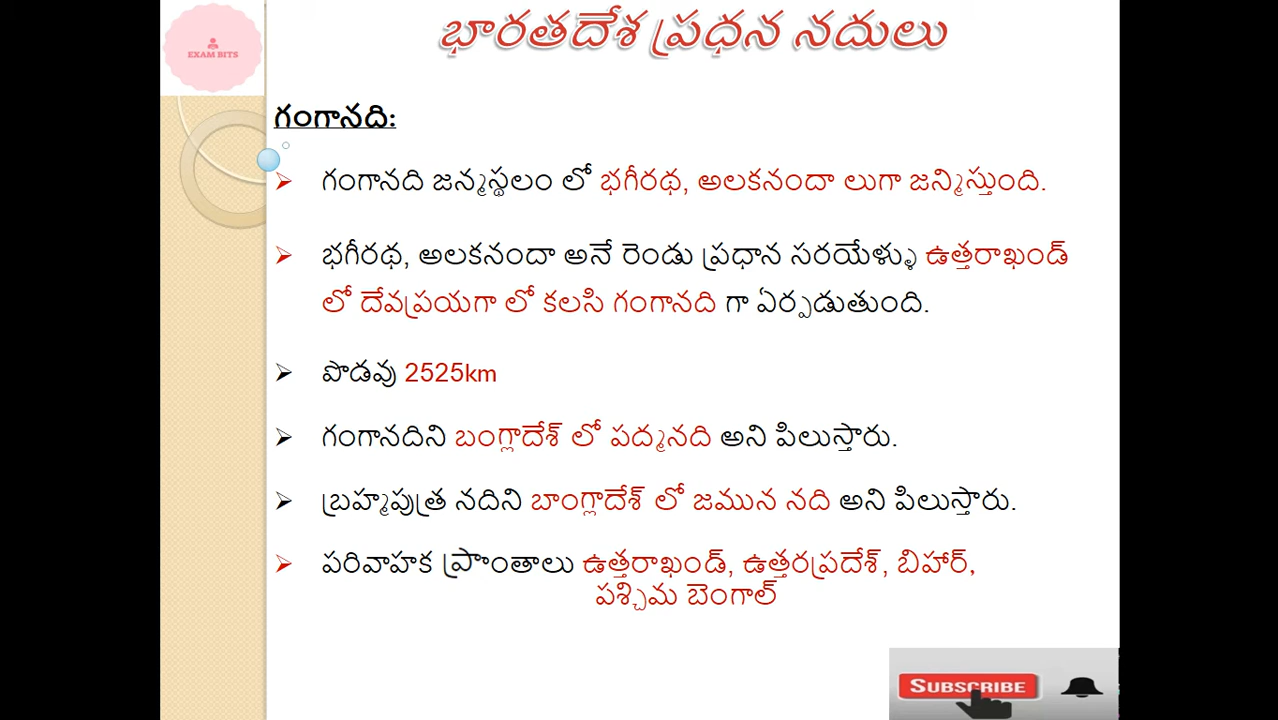 EXAM BITS
భారతదేశ ప్రధన నదులు
గంగానది:
గంగానది జన్మస్థలం లో భగీరథ, అలకనందా లుగా జన్మిస్తుంది.
భగీరథ, అలకనందా అనే రెండు ప్రధాన సరయేళ్ళు ఉత్తరాఖండ్
లో దేవప్రయగా లో కలసి గంగానది గా ఏర్పడుతుంది.
పొడవు 2525km
గంగానదిని బంగ్లాదేశ్ లో పద్మనది అని పిలుస్తారు.
బ్రహ్మపుత్ర నదిని బాంగ్లాదేశ్ లో జమున నది అని పిలుస్తారు.
పరివాహక ప్రాంతాలు ఉత్తరాఖండ్, ఉత్తరప్రదేశ్, బిహార్,
పశ్చిమ బెంగాల్
SUBSCRIBE